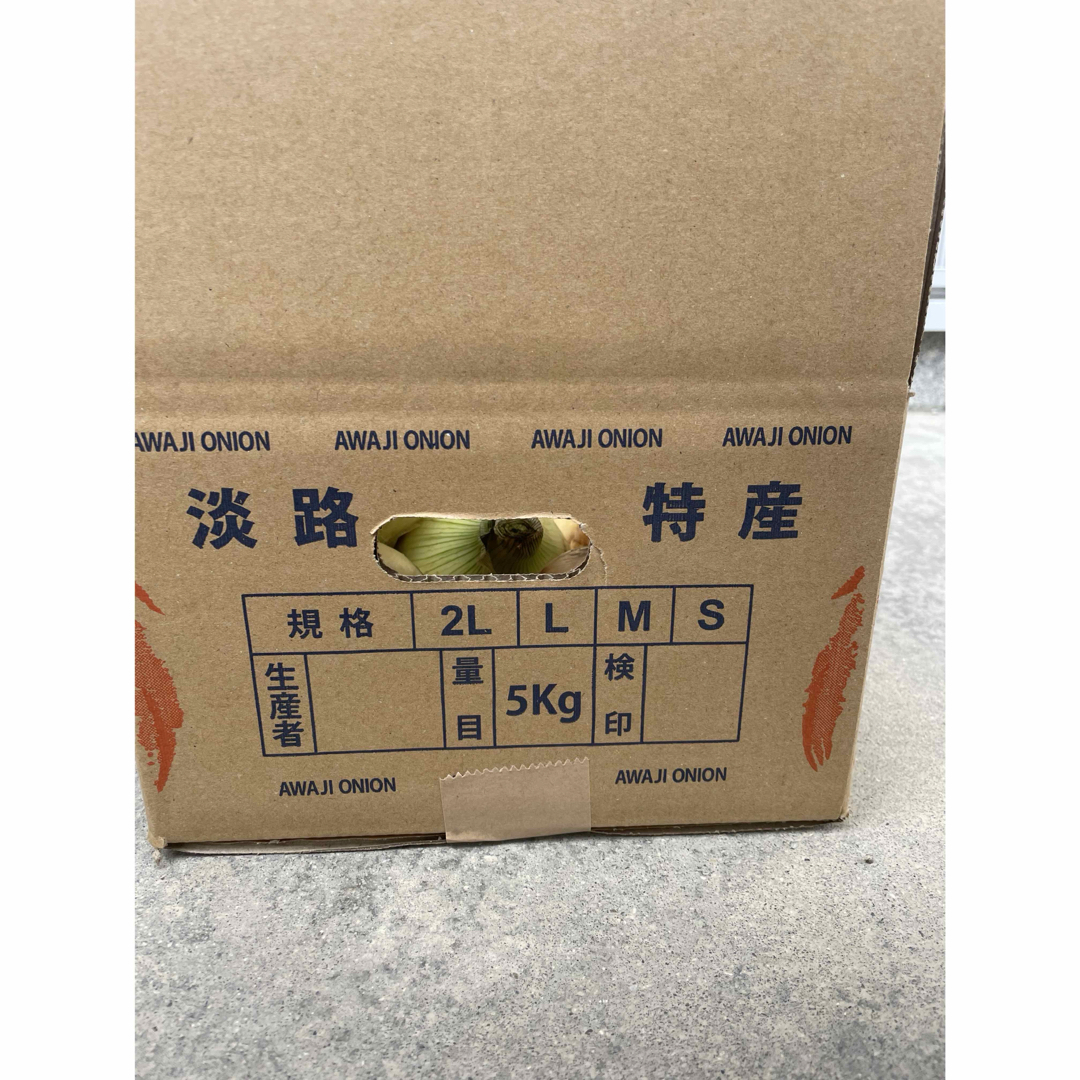 AWAJI ONION AWAJI ONION AWAJI ONION AWAJI ONION
淡路 特産
規格 2L L M S
生産者 量目 5Kg 検印
AWAJI ONION AWAJI ONION